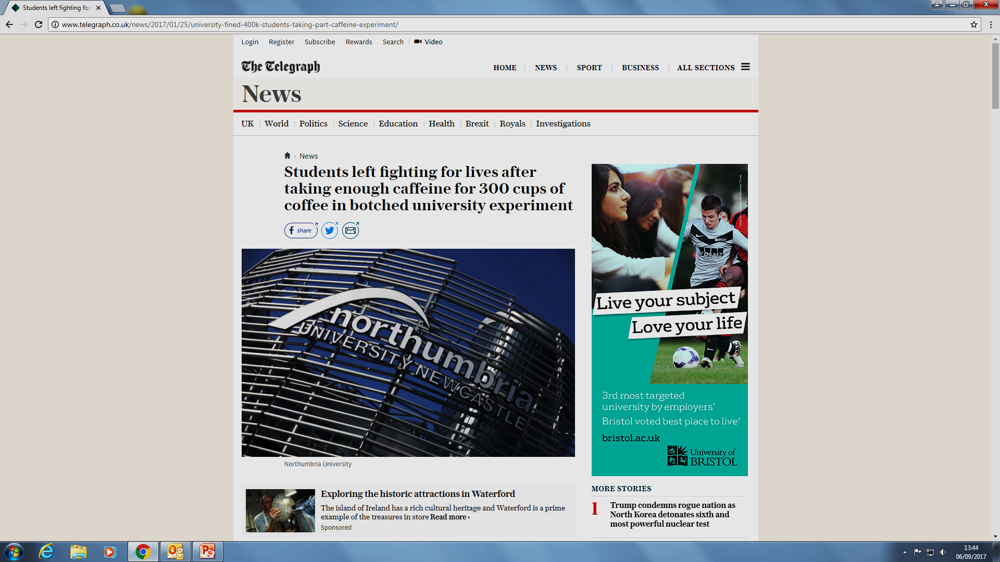 Students left fighting for
www.telegraph.co.uk/news/2017/01/25/university-fined-400k-students-taking-part-caffeine-experiment/
Login Register Subscribe Rewards Search Video
The Telegraph
HOME NEWS SPORT BUSINESS ALL SECTIONS
News
UK World Politics Science Education Health Brexit Royals Investigations
News
Students left fighting for lives after
taking enough caffeine for 300 cups of
coffee in botched university experiment
share
northumbria
UNIVERSITY NEWCASTLE
Northumbria University
Exploring the historic attractions in Waterford
The island of Ireland has a rich cultural heritage and Waterford is a prime
example of the treasures in store Read more ›
Sponsored
KPMG
Live your subject
Love your life
3rd most targeted
university by employers*
Bristol voted best place to live†
bristol.ac.uk
University of
BRISTOL
MORE STORIES
1
Trump condemns rogue nation as
North Korea detonates sixth and
most powerful nuclear test
13:44
06/09/2017